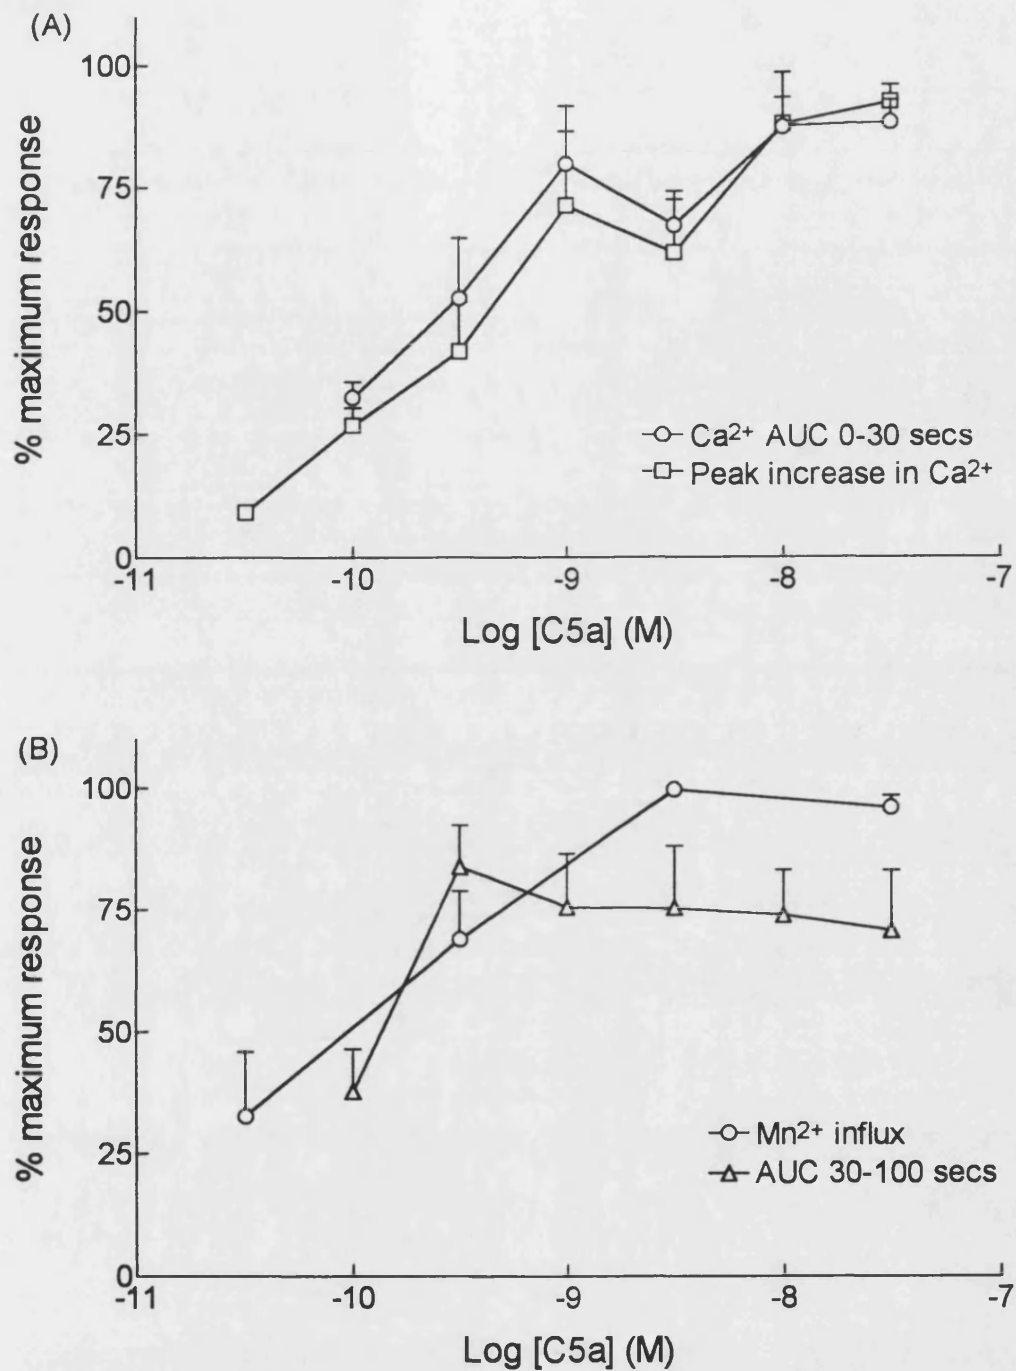 (A)
100
75
50
25
0
% maximum response
Ca²⁺ AUC 0-30 secs
Peak increase in Ca²⁺
-11
-10
-9
-8
-7
Log [C5a] (M)
(B)
100
75
50
25
0
% maximum response
Mn²⁺ influx
AUC 30-100 secs
-11
-10
-9
-8
-7
Log [C5a] (M)